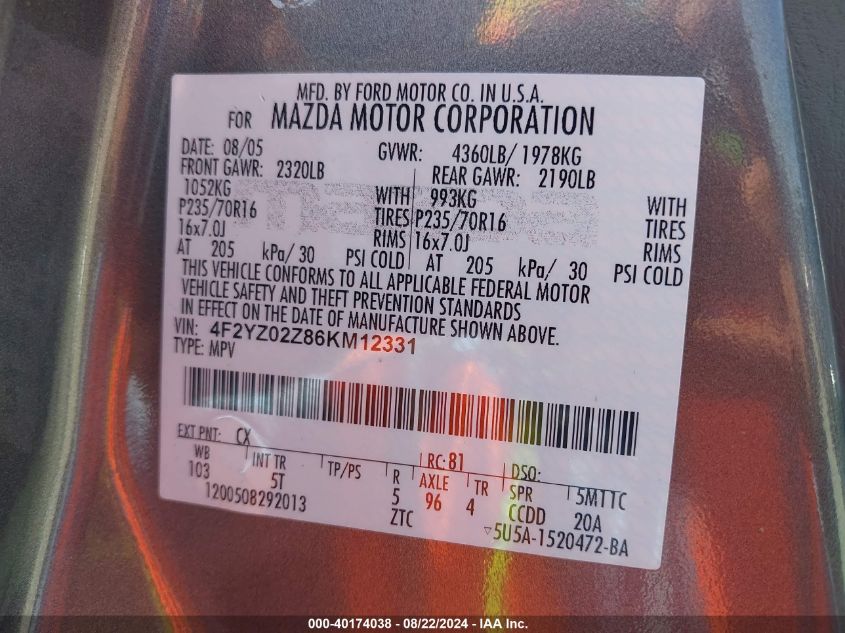 MFD. BY FORD MOTOR CO. IN U.S.A.
FOR MAZDA MOTOR CORPORATION
DATE: 08/05 GVWR: 4360LB/ 1978KG
FRONT GAWR: 2320LB REAR GAWR: 2190LB
1052KG WITH 993KG WITH
P235/70R16 TIRES P235/70R16 TIRES
16x7.0J RIMS 16x7.0J RIMS
AT 205 kPa/ 30 PSI COLD AT 205 kPa/ 30 PSI COLD
THIS VEHICLE CONFORMS TO ALL APPLICABLE FEDERAL MOTOR
VEHICLE SAFETY AND THEFT PREVENTION STANDARDS
IN EFFECT ON THE DATE OF MANUFACTURE SHOWN ABOVE.
VIN: 4F2YZ02Z86KM12331
TYPE: MPV
EXT PNT: CX RC: 81 DSO:
WB INT TR TP/PS R AXLE TR SPR 5MTTC
103 5T 5 96 4 CCDD 20A
1200508292013 ZTC ▽5U5A-1520472-BA
000-40174038 - 08/22/2024 - IAA Inc.